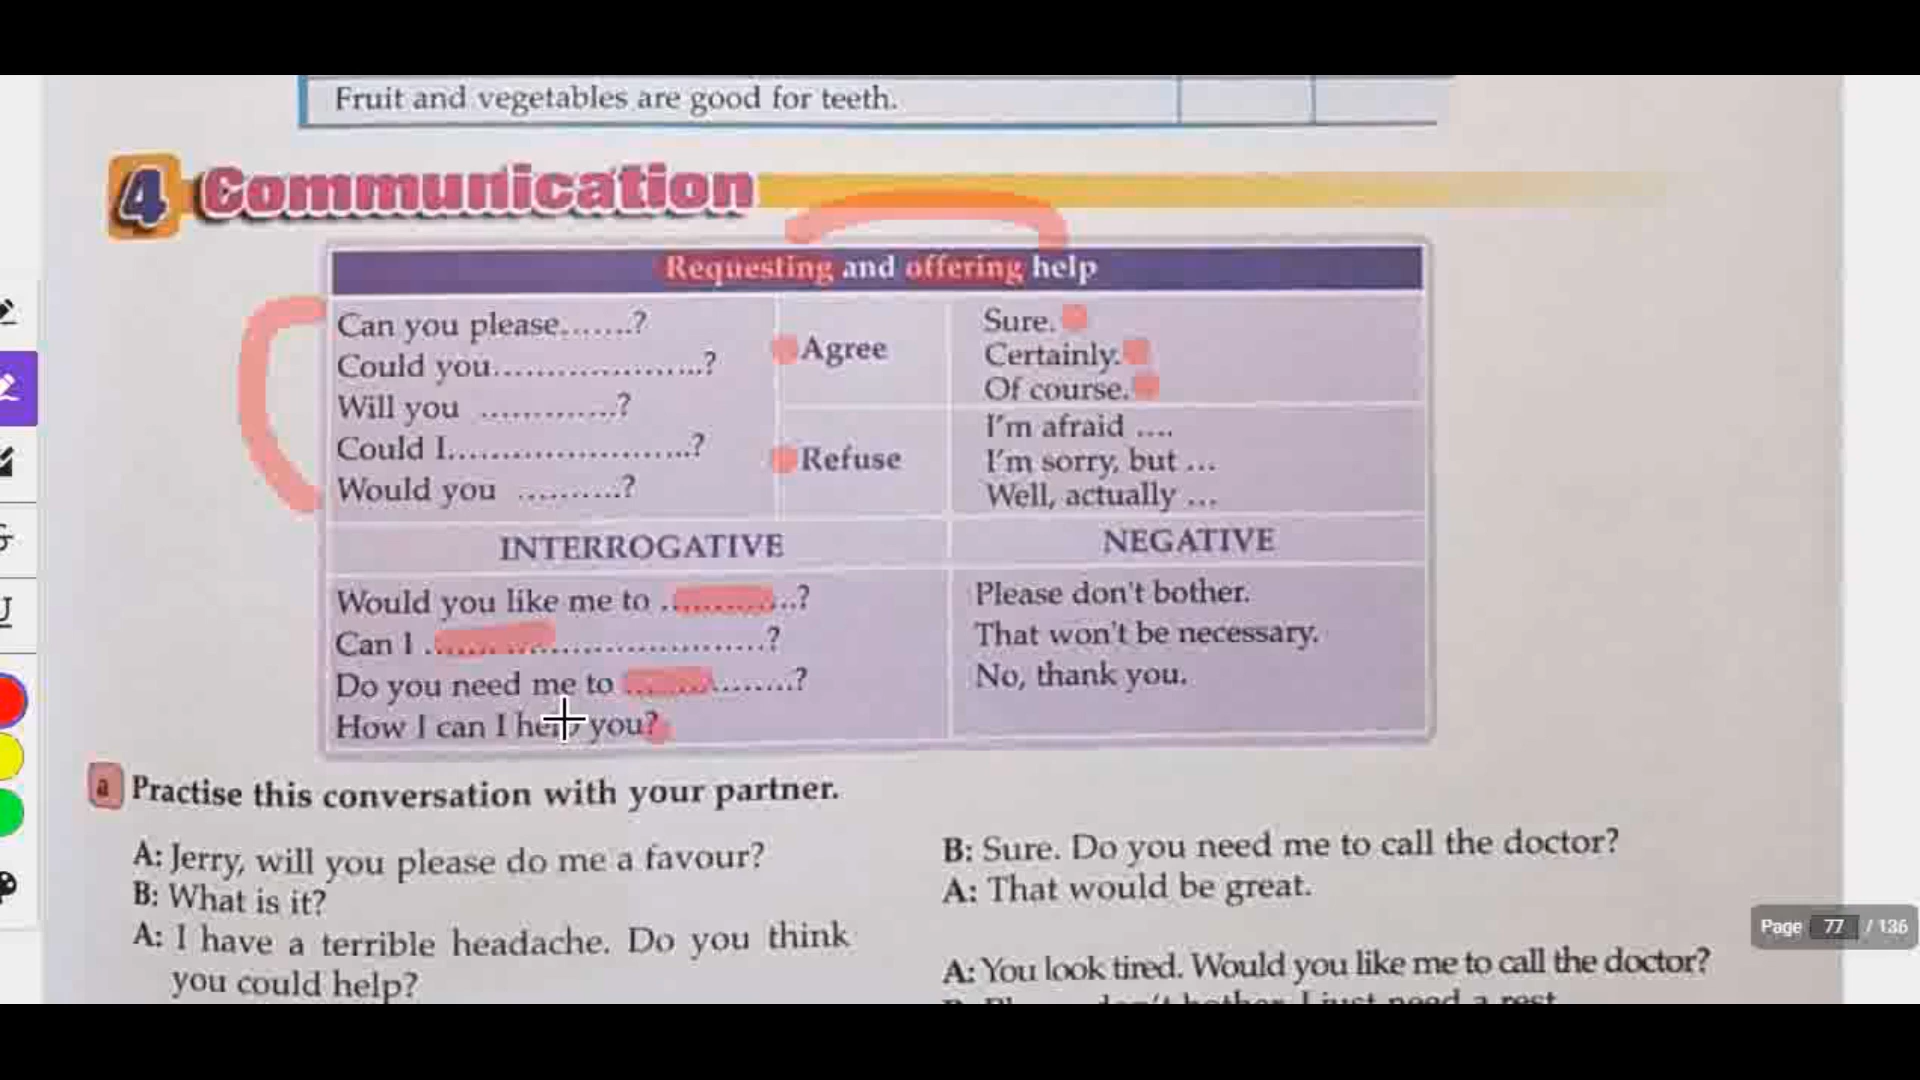 Fruit and vegetables are good for teeth.
4 Communication
Requesting and offering help
Can you please.......?
Could you.....................?
Will you .............?
Could I........................?
Would you ..........?
Agree
Sure.
Certainly.
Of course.
Refuse
I'm afraid ....
I'm sorry, but ...
Well, actually ...
INTERROGATIVE
Would you like me to ..............?
Can I .................................?
Do you need me to .................?
How I can I help you?
NEGATIVE
Please don't bother.
That won't be necessary.
No, thank you.
a Practise this conversation with your partner.
A: Jerry, will you please do me a favour?
B: What is it?
A: I have a terrible headache. Do you think
you could help?
B: Sure. Do you need me to call the doctor?
A: That would be great.
A: You look tired. Would you like me to call the doctor?
I just need a rest
Page 77 / 136